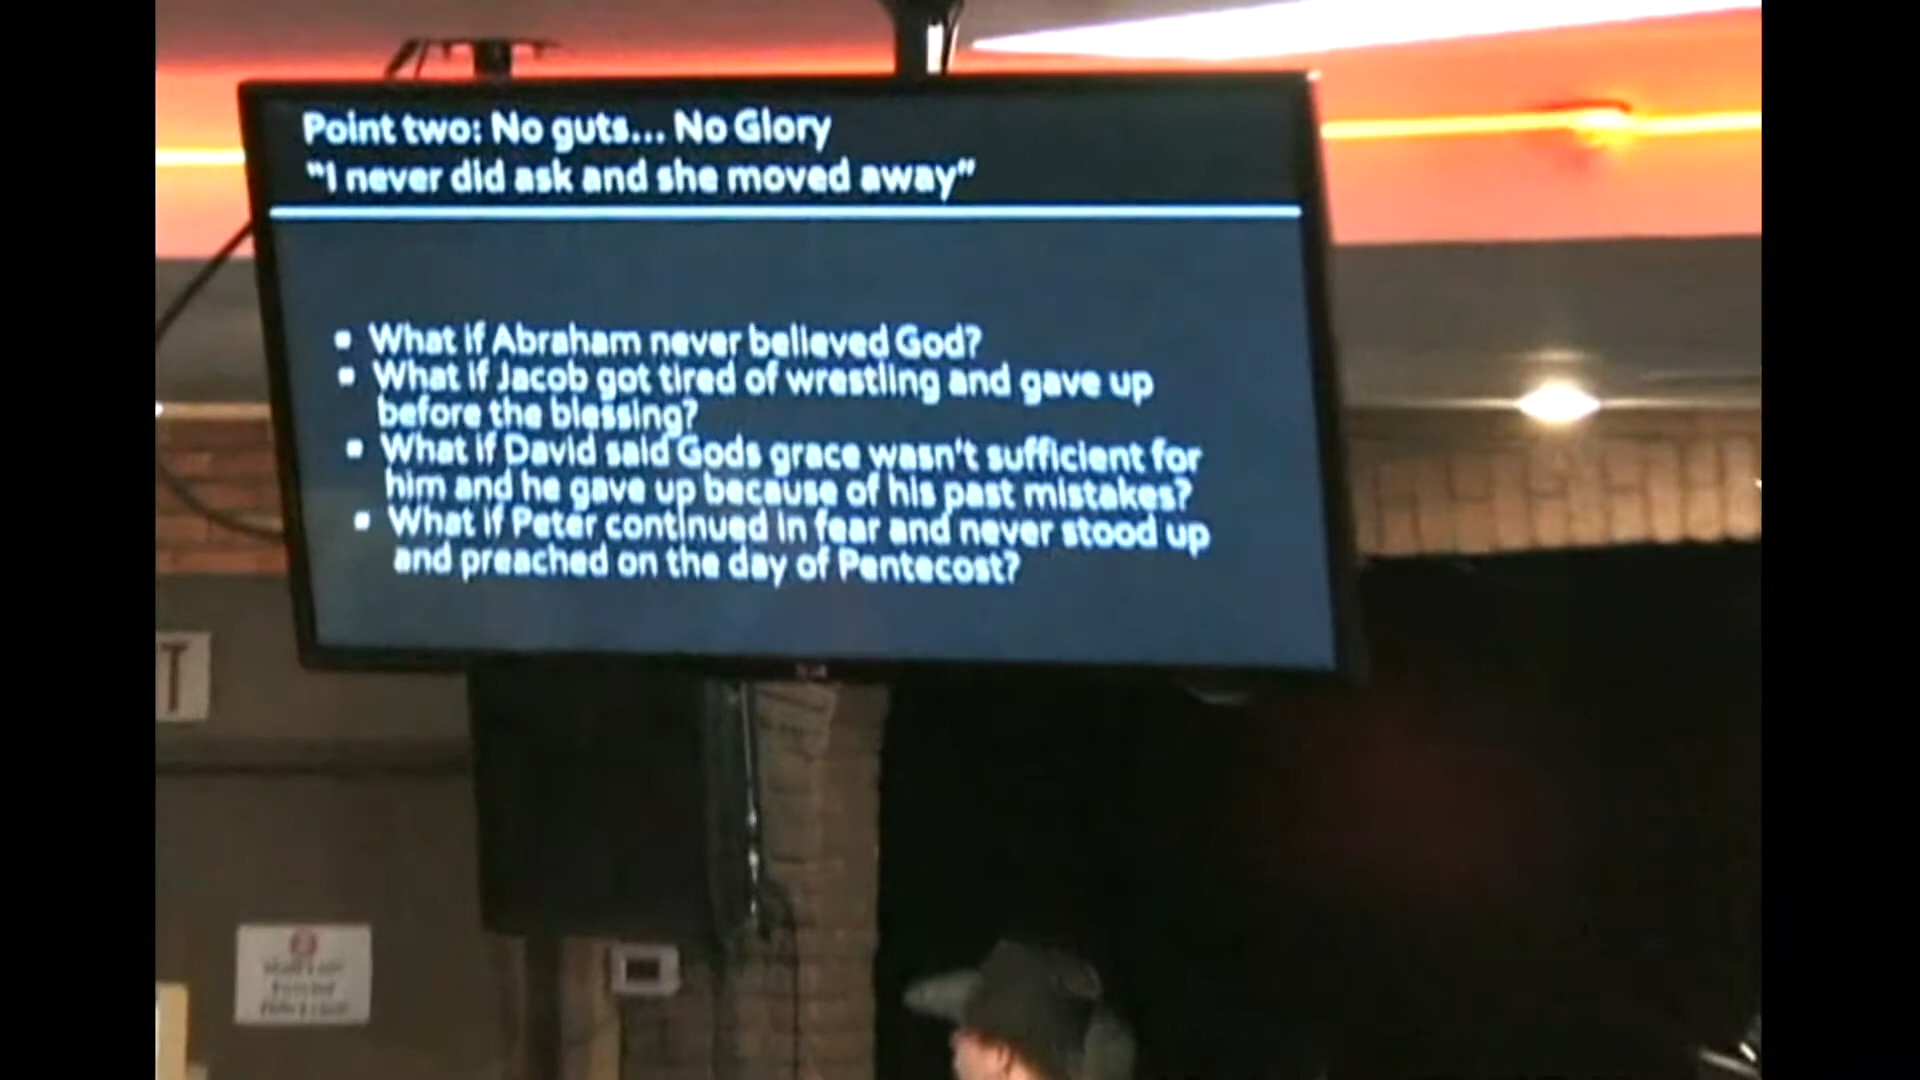 Point two: No guts... No Glory
"I never did ask and she moved away"
▪ What if Abraham never believed God?
▪ What if Jacob got tired of wrestling and gave up
before the blessing?
▪ What if David said Gods grace wasn't sufficient for
him and he gave up because of his past mistakes?
▪ What if Peter continued in fear and never stood up
and preached on the day of Pentecost?
T